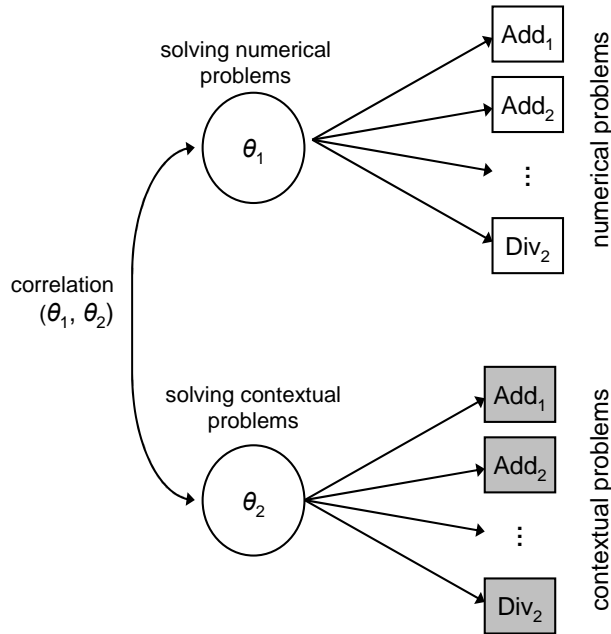 solving numerical
problems
θ1
Add1
Add2
...
Div2
numerical problems
correlation
(θ1, θ2)
solving contextual
problems
θ2
Add1
Add2
...
Div2
contextual problems